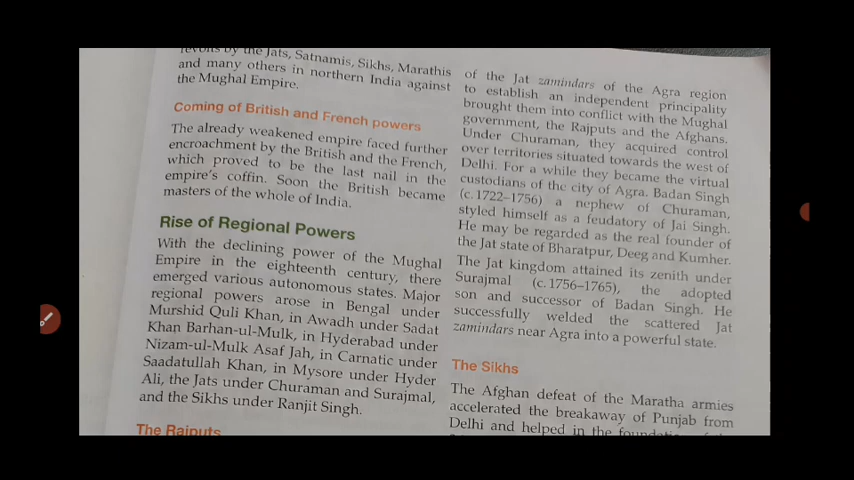 revolts by the Jats, Satnamis, Sikhs, Marathis
and many others in northern India against
the Mughal Empire.
Coming of British and French powers
The already weakened empire faced further
encroachment by the British and the French,
which proved to be the last nail in the
empire's coffin. Soon the British became
masters of the whole of India.
Rise of Regional Powers
With the declining power of the Mughal
Empire in the eighteenth century, there
emerged various autonomous states. Major
regional powers arose in Bengal under
Murshid Quli Khan, in Awadh under Sadat
Khan Barhan-ul-Mulk, in Hyderabad under
Nizam-ul-Mulk Asaf Jah, in Carnatic under
Saadatullah Khan, in Mysore under Hyder
Ali, the Jats under Churaman and Surajmal,
and the Sikhs under Ranjit Singh.
The Rajputs
of the Jat zamindars of the Agra region
to establish an independent principality
brought them into conflict with the Mughal
government, the Rajputs and the Afghans.
Under Churaman, they acquired control
over territories situated towards the west of
Delhi. For a while they became the virtual
custodians of the city of Agra. Badan Singh
(c. 1722–1756) a nephew of Churaman,
styled himself as a feudatory of Jai Singh.
He may be regarded as the real founder of
the Jat state of Bharatpur, Deeg and Kumher.
The Jat kingdom attained its zenith under
Surajmal (c. 1756–1765), the adopted
son and successor of Badan Singh. He
successfully welded the scattered Jat
zamindars near Agra into a powerful state.
The Sikhs
The Afghan defeat of the Maratha armies
accelerated the breakaway of Punjab from
Delhi and helped in the